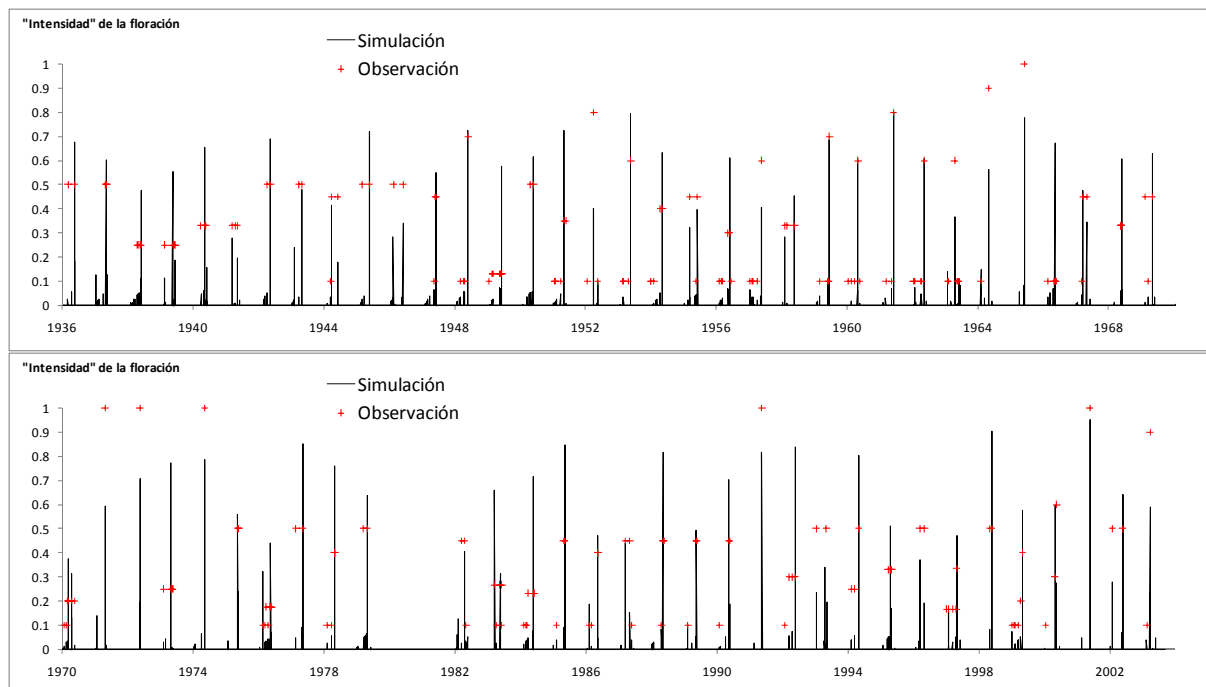 "Intensidad" de la floración
Simulación
Observación
1
0.9
0.8
0.7
0.6
0.5
0.4
0.3
0.2
0.1
0
1936 1940 1944 1948 1952 1956 1960 1964 1968
"Intensidad" de la floración
Simulación
Observación
1
0.9
0.8
0.7
0.6
0.5
0.4
0.3
0.2
0.1
0
1970 1974 1978 1982 1986 1990 1994 1998 2002